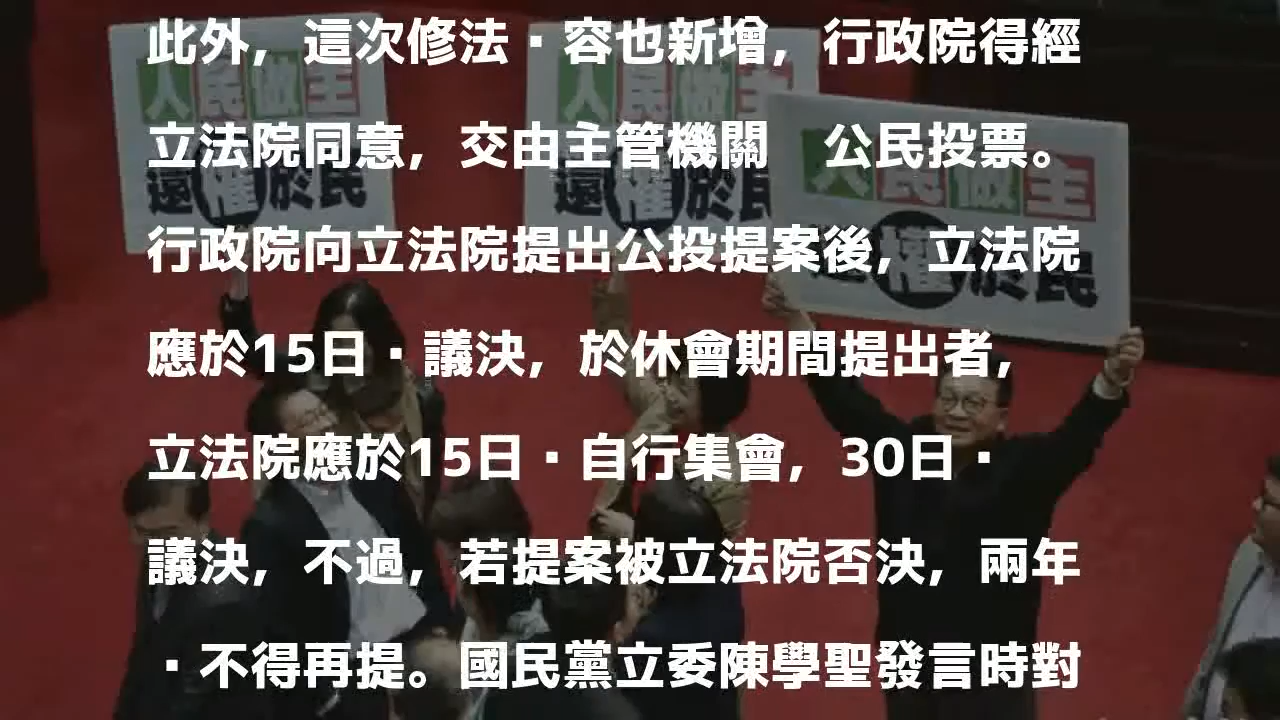 此外，這次修法▪容也新增，行政院得經
立法院同意，交由主管機關　公民投票。
行政院向立法院提出公投提案後，立法院
應於15日▪議決，於休會期間提出者，
立法院應於15日▪自行集會，30日▪
議決，不過，若提案被立法院否決，兩年
▪不得再提。國民黨立委陳學聖發言時對
人民做主
還權於民
人民做主
還權於民
人民做主
還權於民